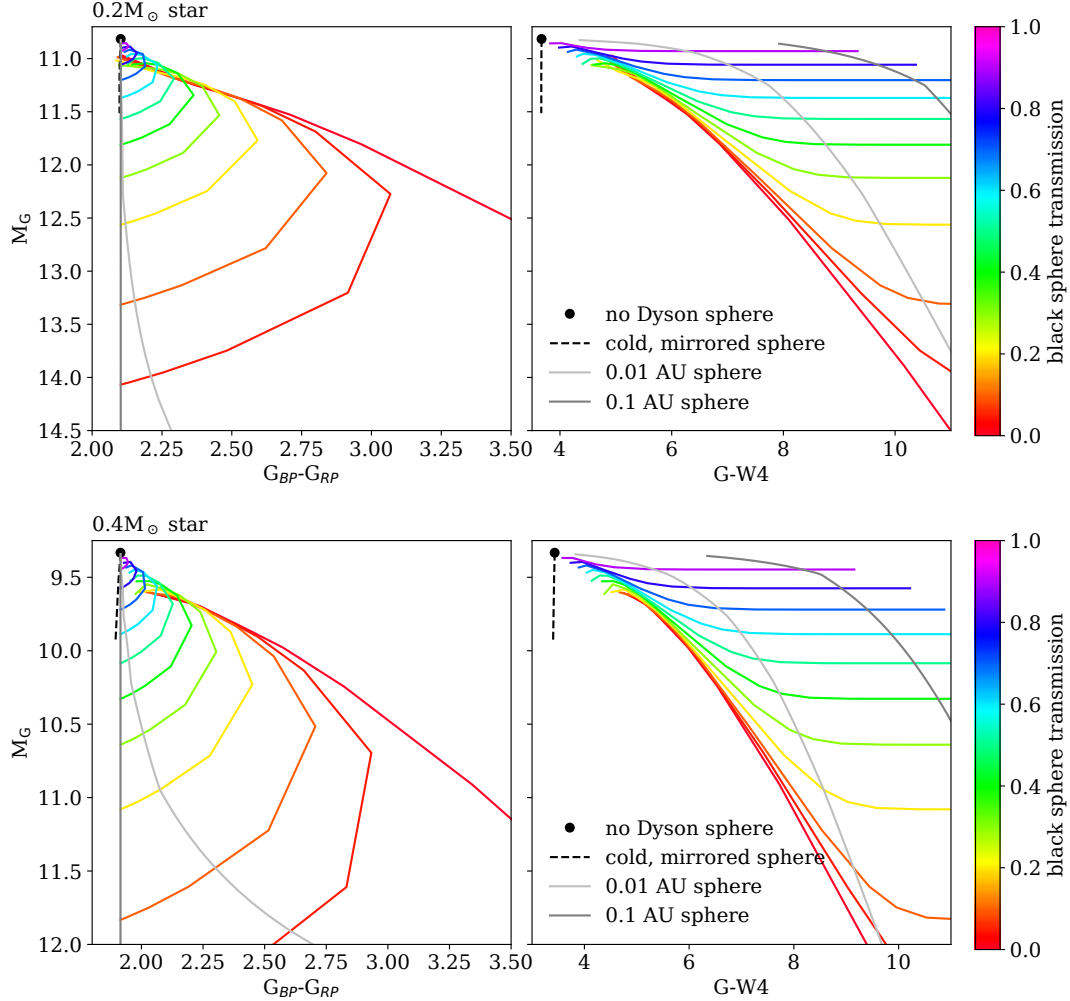 0.2M⊙ star
11.0
11.5
12.0
12.5
13.0
13.5
14.0
14.5
M_G
2.00 2.25 2.50 2.75 3.00 3.25 3.50
G_BP-G_RP
no Dyson sphere
cold, mirrored sphere
0.01 AU sphere
0.1 AU sphere
4 6 8 10
G-W4
1.0
0.8
0.6
0.4
0.2
0.0
black sphere transmission
0.4M⊙ star
9.5
10.0
10.5
11.0
11.5
12.0
M_G
2.00 2.25 2.50 2.75 3.00 3.25 3.50
G_BP-G_RP
no Dyson sphere
cold, mirrored sphere
0.01 AU sphere
0.1 AU sphere
4 6 8 10
G-W4
1.0
0.8
0.6
0.4
0.2
0.0
black sphere transmission